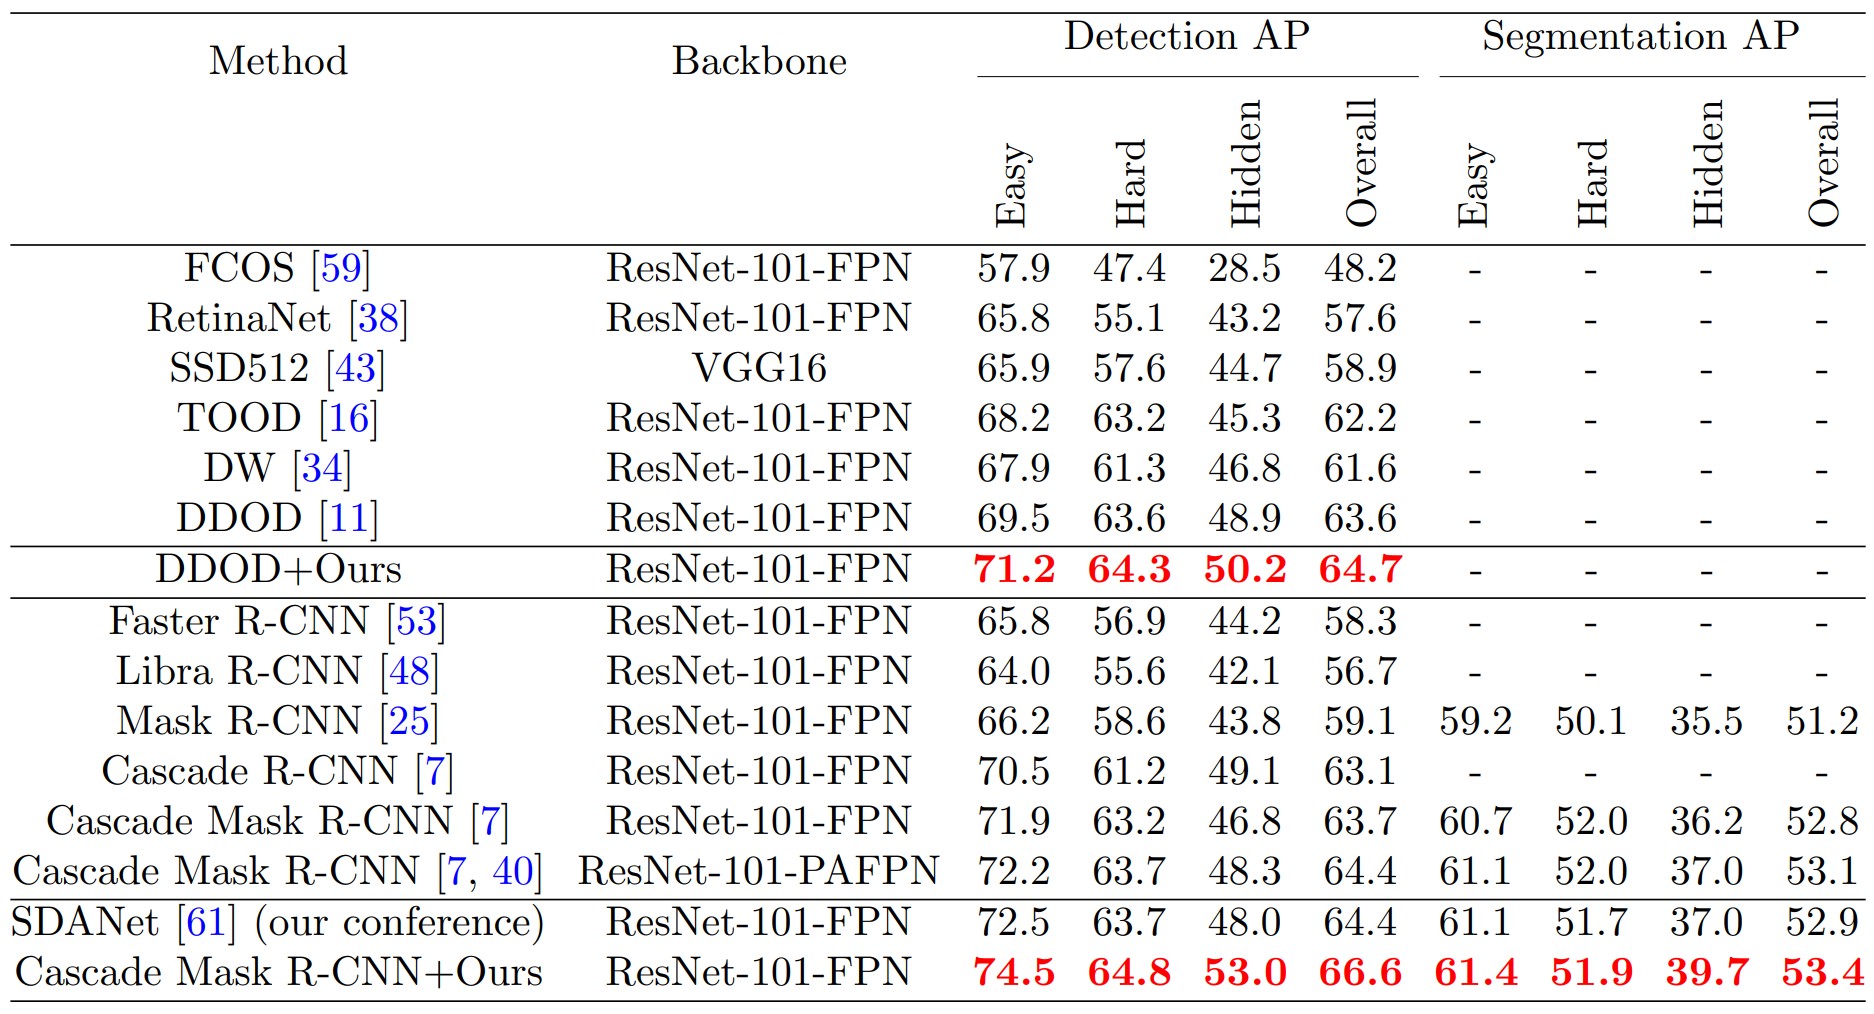 Method Backbone Detection AP Segmentation AP
Easy Hard Hidden Overall Easy Hard Hidden Overall
FCOS [59] ResNet-101-FPN 57.9 47.4 28.5 48.2 - - - -
RetinaNet [38] ResNet-101-FPN 65.8 55.1 43.2 57.6 - - - -
SSD512 [43] VGG16 65.9 57.6 44.7 58.9 - - - -
TOOD [16] ResNet-101-FPN 68.2 63.2 45.3 62.2 - - - -
DW [34] ResNet-101-FPN 67.9 61.3 46.8 61.6 - - - -
DDOD [11] ResNet-101-FPN 69.5 63.6 48.9 63.6 - - - -
DDOD+Ours ResNet-101-FPN 71.2 64.3 50.2 64.7 - - - -
Faster R-CNN [53] ResNet-101-FPN 65.8 56.9 44.2 58.3 - - - -
Libra R-CNN [48] ResNet-101-FPN 64.0 55.6 42.1 56.7 - - - -
Mask R-CNN [25] ResNet-101-FPN 66.2 58.6 43.8 59.1 59.2 50.1 35.5 51.2
Cascade R-CNN [7] ResNet-101-FPN 70.5 61.2 49.1 63.1 - - - -
Cascade Mask R-CNN [7] ResNet-101-FPN 71.9 63.2 46.8 63.7 60.7 52.0 36.2 52.8
Cascade Mask R-CNN [7, 40] ResNet-101-PAFPN 72.2 63.7 48.3 64.4 61.1 52.0 37.0 53.1
SDANet [61] (our conference) ResNet-101-FPN 72.5 63.7 48.0 64.4 61.1 51.7 37.0 52.9
Cascade Mask R-CNN+Ours ResNet-101-FPN 74.5 64.8 53.0 66.6 61.4 51.9 39.7 53.4